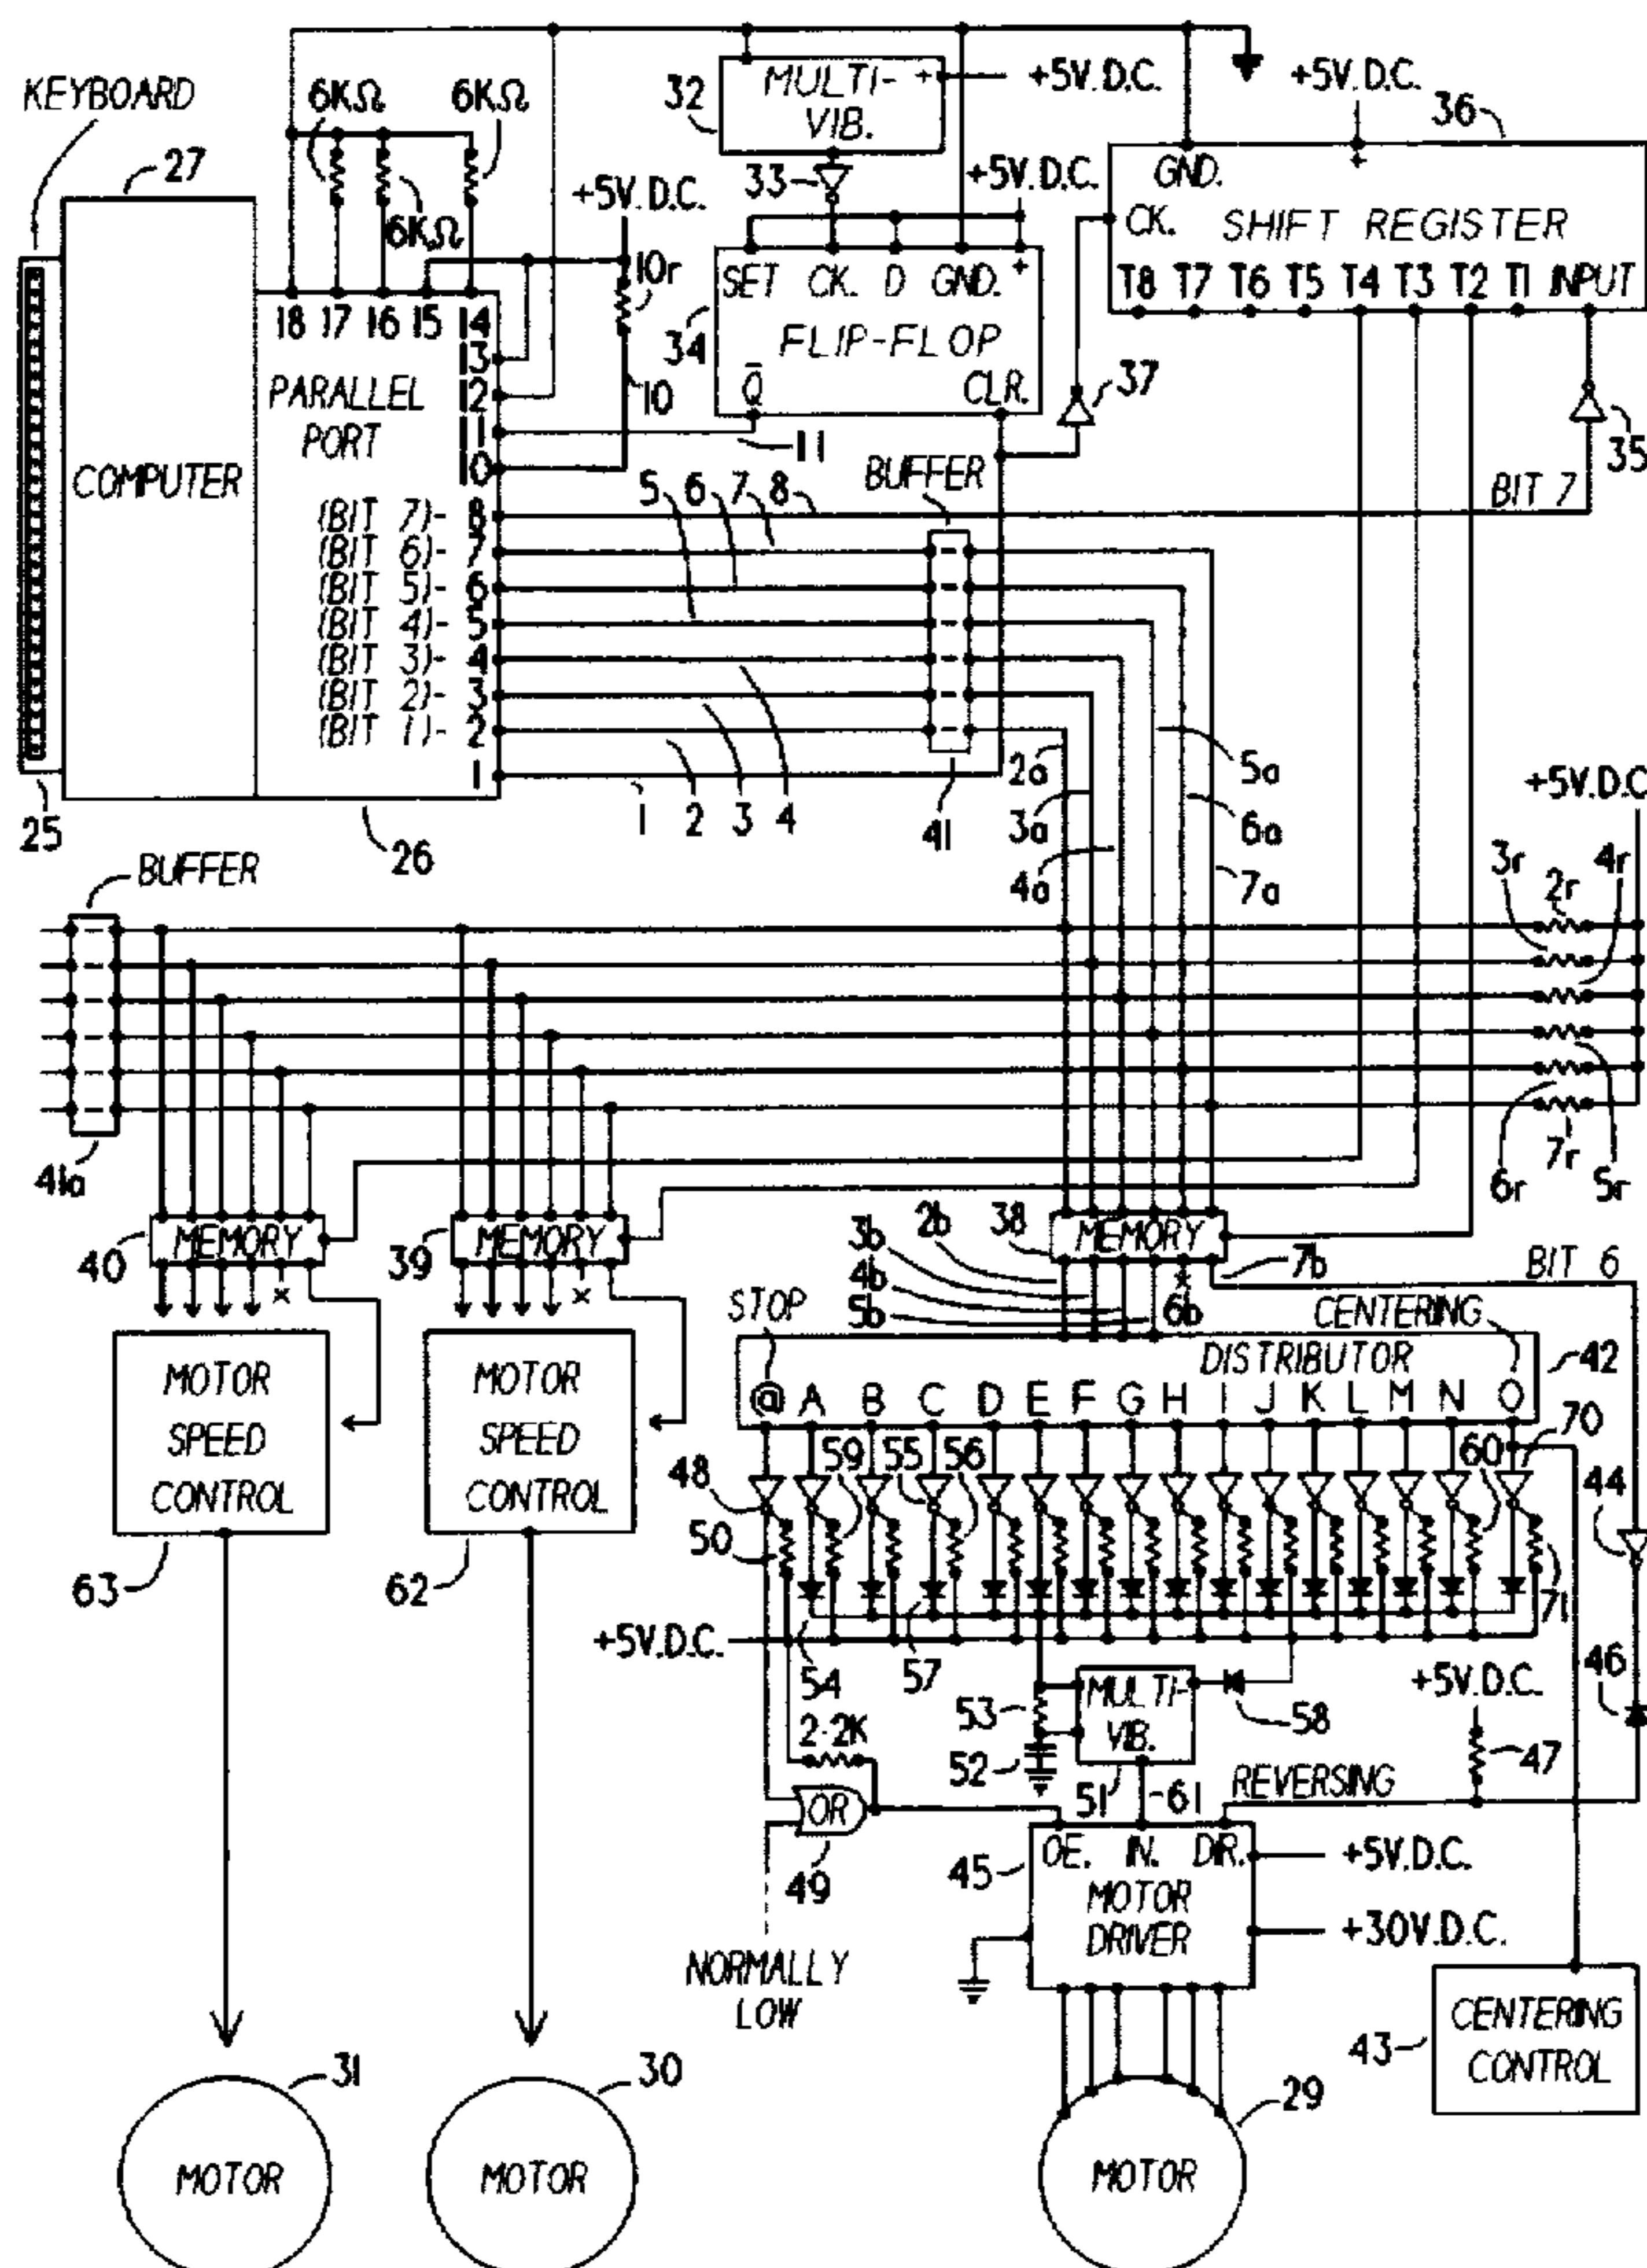 KEYBOARD
27
6KΩ
6KΩ
6KΩ
32
MULTI-
VIB.
+
+5V.D.C.
+5V.D.C.
36
33
+5V.D.C.
+5V.D.C.
GND.
+
CK.
SHIFT REGISTER
T8 T7 T6 T5 T4 T3 T2 T1 INPUT
10r
SET CK. D GND. +
34
FLIP-FLOP
Q̅
CLR.
37
35
18 17 16 15 14
13
12
11
10
PARALLEL
PORT
COMPUTER
10
11
BUFFER
BIT 7
5 6 7 8
(BIT 7)- 8
(BIT 6)- 7
(BIT 5)- 6
(BIT 4)- 5
(BIT 3)- 4
(BIT 2)- 3
(BIT 1)- 2
1
25
26
1 2 3 4
41
2a
3a
4a
5a
6a
7a
+5V.D.C
BUFFER
3r
2r
4r
41a
6r
7r
5r
40
MEMORY
39
MEMORY
38
MEMORY
x
x
x
2b
3b
4b
5b
6b
7b
BIT 6
STOP
CENTERING
DISTRIBUTOR
42
@ A B C D E F G H I J K L M N O
MOTOR
SPEED
CONTROL
MOTOR
SPEED
CONTROL
63
62
48
50
59
55
56
60
70
44
+5V.D.C.
54
57
71
46
53
52
MULTI-
VIB.
58
+5V.D.C.
47
2.2K
51
61
REVERSING
OR
49
45
OE. IN. DIR.
MOTOR
DRIVER
+5V.D.C.
+30V.D.C.
NORMALLY
LOW
CENTERING
CONTROL
43
31
30
29
MOTOR
MOTOR
MOTOR